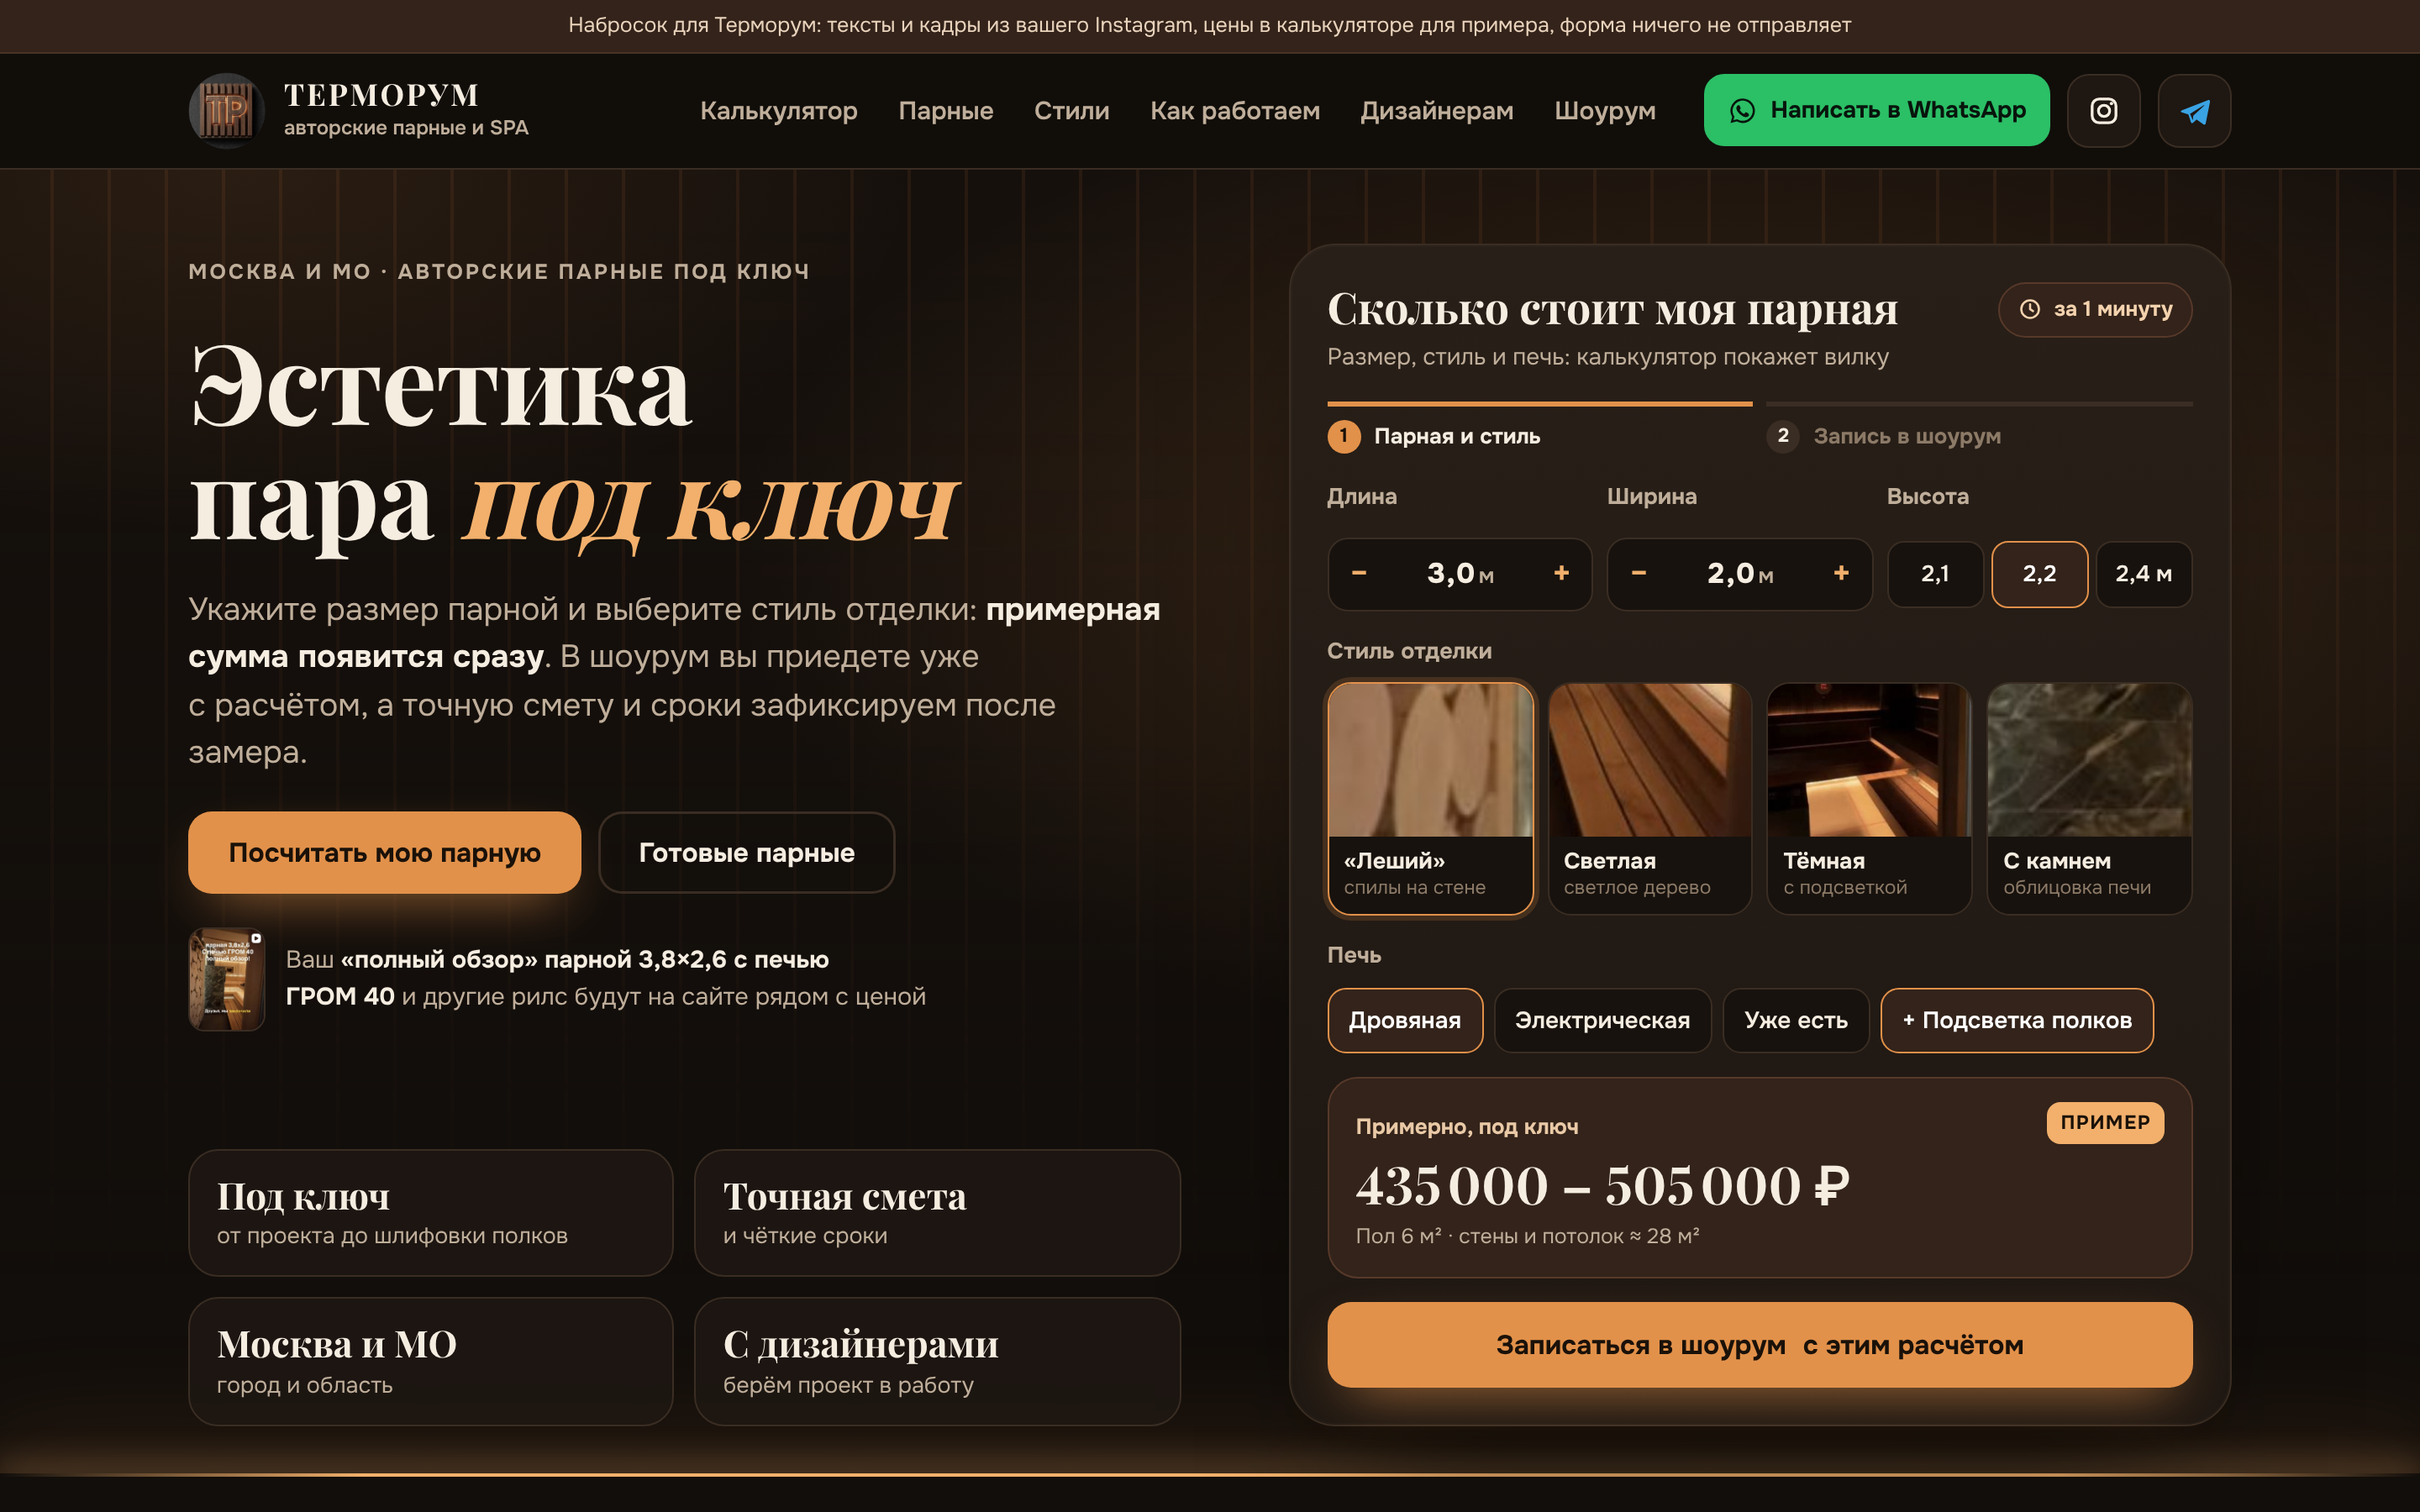 Набросок для Терморум: тексты и кадры из вашего Instagram, цены в калькуляторе для примера, форма ничего не отправляет
ТР
ТЕРМОРУМ
авторские парные и SPA
Калькулятор
Парные
Стили
Как работаем
Дизайнерам
Шоурум
Написать в WhatsApp
МОСКВА И МО · АВТОРСКИЕ ПАРНЫЕ ПОД КЛЮЧ
Эстетика
пара под ключ
Укажите размер парной и выберите стиль отделки: примерная
сумма появится сразу. В шоурум вы приедете уже
с расчётом, а точную смету и сроки зафиксируем после
замера.
Посчитать мою парную
Готовые парные
Ваш «полный обзор» парной 3,8×2,6 с печью
ГРОМ 40 и другие рилс будут на сайте рядом с ценой
Под ключ
от проекта до шлифовки полков
Точная смета
и чёткие сроки
Москва и МО
город и область
С дизайнерами
берём проект в работу
Сколько стоит моя парная
за 1 минуту
Размер, стиль и печь: калькулятор покажет вилку
1 Парная и стиль
2 Запись в шоурум
Длина
Ширина
Высота
− 3,0 м +
− 2,0 м +
2,1
2,2
2,4 м
Стиль отделки
«Леший»
спилы на стене
Светлая
светлое дерево
Тёмная
с подсветкой
С камнем
облицовка печи
Печь
Дровяная
Электрическая
Уже есть
+ Подсветка полков
Примерно, под ключ
ПРИМЕР
435 000 – 505 000 ₽
Пол 6 м² · стены и потолок ≈ 28 м²
Записаться в шоурум с этим расчётом